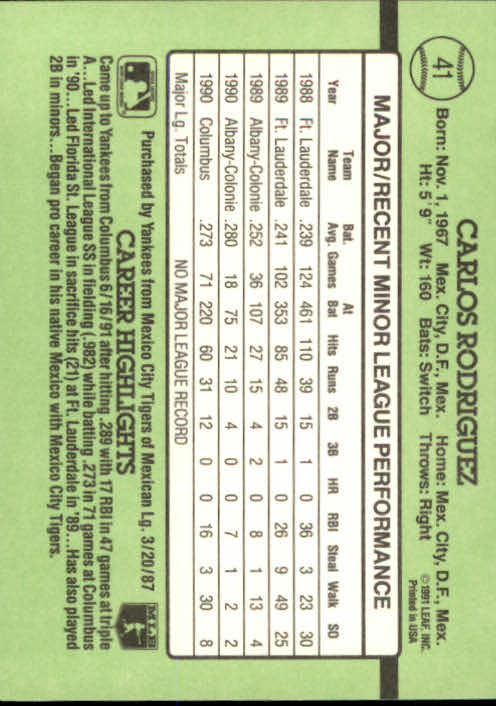 41
CARLOS RODRIGUEZ
Born: Nov. 1, 1967 Mex. City, D.F., Mex. Home: Mex. City, D.F., Mex.
Ht: 5' 9" Wt: 160 Bats: Switch Throws: Right
© 1991 LEAF, INC.
Printed in USA
MAJOR/RECENT MINOR LEAGUE PERFORMANCE
Year Team Name Bat. Avg. Games At Bat Hits Runs 2B 3B HR RBI Steal Walk SO
1988 Ft. Lauderdale .239 124 461 110 39 15 1 0 36 3 23 30
1989 Ft. Lauderdale .241 102 353 85 48 15 1 0 26 9 49 25
1989 Albany-Colonie .252 36 107 27 15 4 2 0 8 1 13 4
1990 Albany-Colonie .280 18 75 21 10 4 0 0 7 1 2 2
1990 Columbus .273 71 220 60 31 12 0 0 16 3 30 8
Major Lg. Totals NO MAJOR LEAGUE RECORD
Purchased by Yankees from Mexico City Tigers of Mexican Lg. 3/20/87
CAREER HIGHLIGHTS
MLB
Came up to Yankees from Columbus 6/16/91 after hitting .289 with 17 RBI in 47 games at triple
A...Led International League SS in fielding (.982) while batting .273 in 71 games at Columbus
in '90...Led Florida St. League in sacrifice hits (21) at Ft. Lauderdale in '89...Has also played
2B in minors...Began pro career in his native Mexico with Mexico City Tigers.